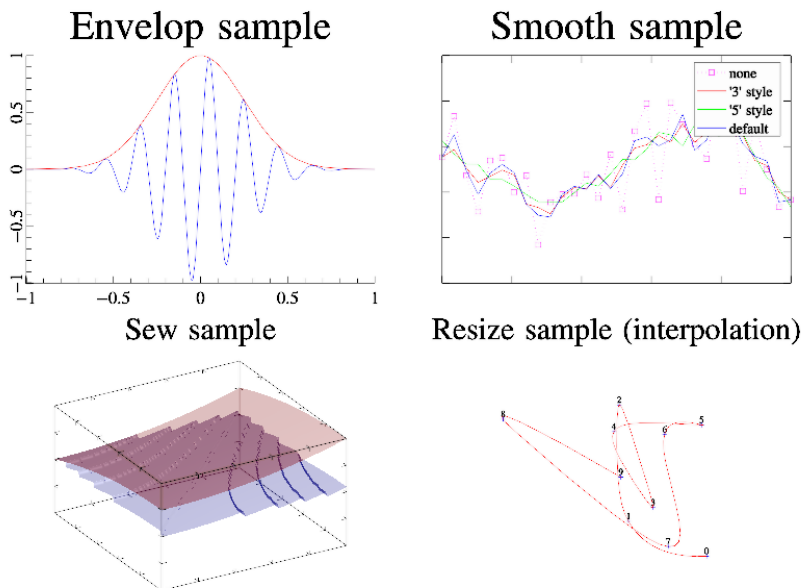 Envelop sample
1
0.5
0
−0.5
−1
−1 −0.5 0 0.5 1
Smooth sample
none
'3' style
'5' style
default
Sew sample
Resize sample (interpolation)
2
8
4
6
5
9
3
1
7
0